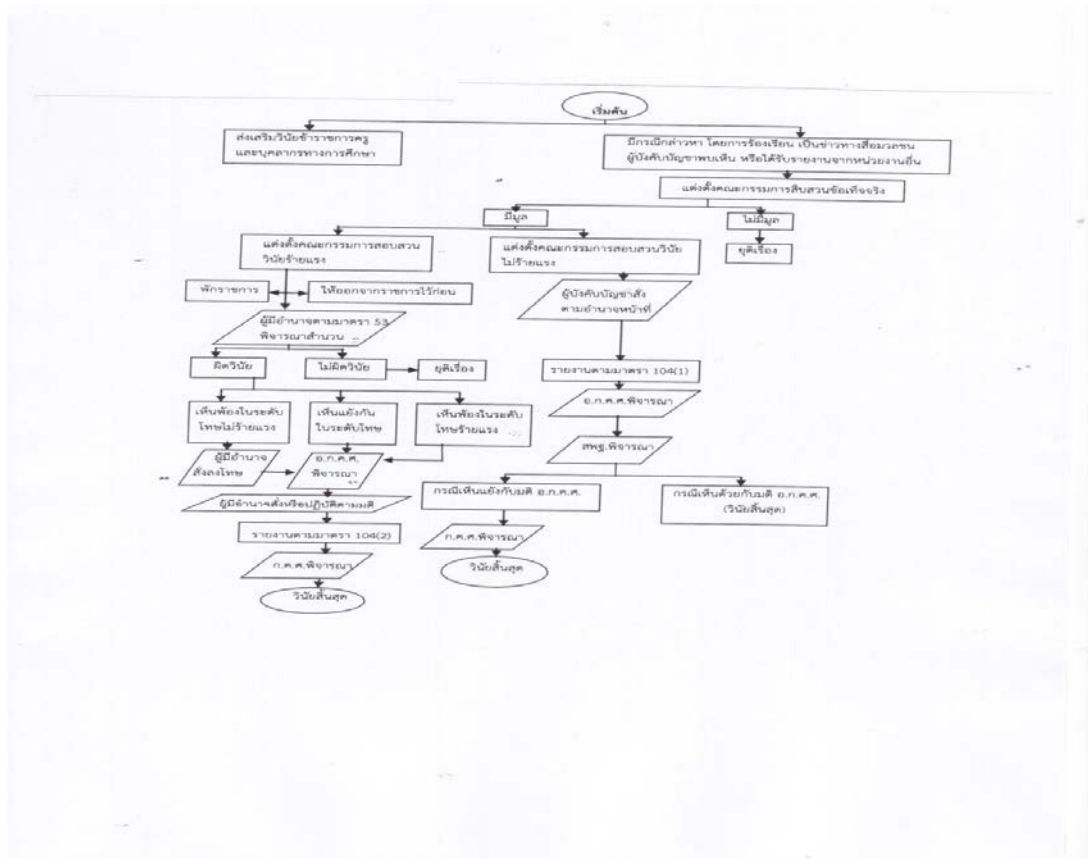 เริ่มต้น
ส่งเสริมวินัยข้าราชการครู
และบุคลากรทางการศึกษา
มีกรณีกล่าวหา โดยการร้องเรียน เป็นข่าวทางสื่อมวลชน
ผู้บังคับบัญชาพบเห็น หรือได้รับรายงานจากหน่วยงานอื่น
แต่งตั้งคณะกรรมการสืบสวนข้อเท็จจริง
มีมูล
ไม่มีมูล
ยุติเรื่อง
แต่งตั้งคณะกรรมการสอบสวน
วินัยร้ายแรง
แต่งตั้งคณะกรรมการสอบสวนวินัย
ไม่ร้ายแรง
พักราชการ
ให้ออกจากราชการไว้ก่อน
ผู้บังคับบัญชาสั่ง
ตามอำนาจหน้าที่
ผู้มีอำนาจตามมาตรา 53
พิจารณาสำนวน
ผิดวินัย
ไม่ผิดวินัย
ยุติเรื่อง
รายงานตามมาตรา 104(1)
อ.ก.ค.ศ.พิจารณา
เห็นพ้องในระดับ
โทษไม่ร้ายแรง
เห็นแย้งกัน
ในระดับโทษ
เห็นพ้องในระดับ
โทษร้ายแรง
สพฐ.พิจารณา
ผู้มีอำนาจ
สั่งลงโทษ
อ.ก.ค.ศ.
พิจารณา
กรณีเห็นแย้งกับมติ อ.ก.ค.ศ.
กรณีเห็นด้วยกับมติ อ.ก.ค.ศ.
(วินัยสิ้นสุด)
ผู้มีอำนาจสั่งหรือปฏิบัติตามมติ
รายงานตามมาตรา 104(2)
ก.ค.ศ.พิจารณา
ก.ค.ศ.พิจารณา
วินัยสิ้นสุด
วินัยสิ้นสุด